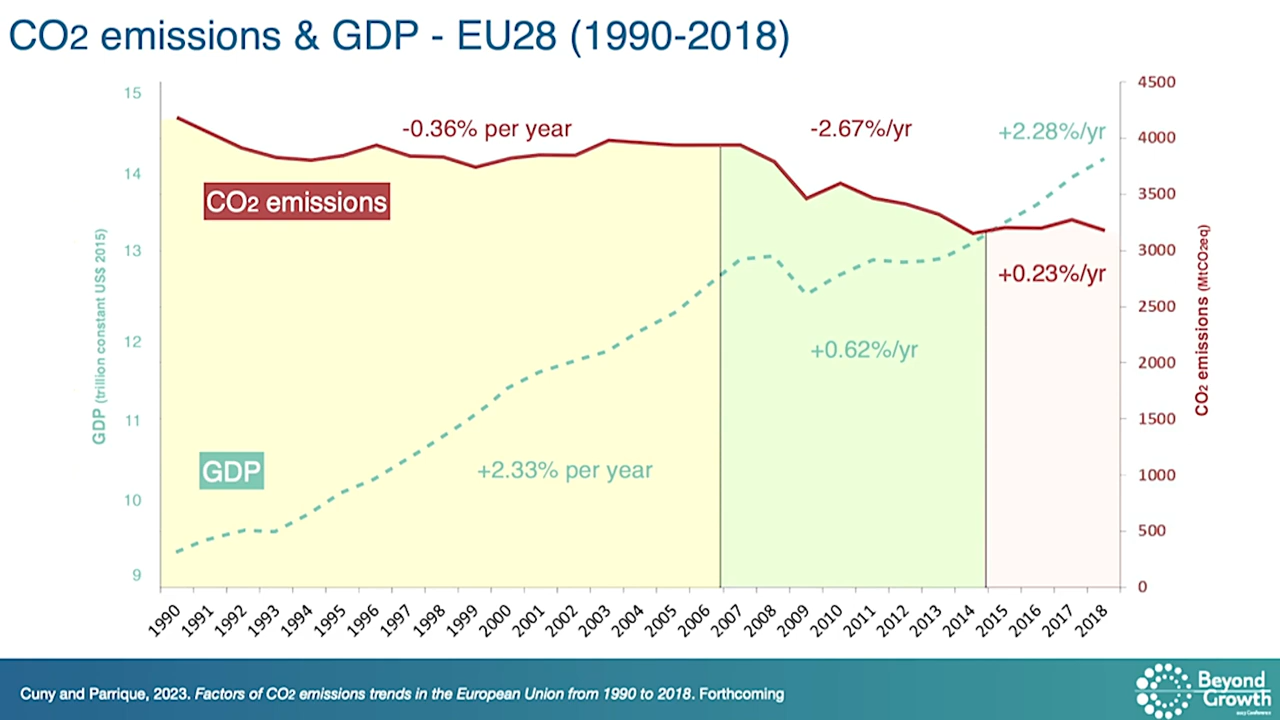 CO2 emissions & GDP - EU28 (1990-2018)
15
14
13
12
11
10
9
GDP (trillion constant US$ 2015)
4500
4000
3500
3000
2500
2000
1500
1000
500
0
CO2 emissions (MtCO2eq)
-0.36% per year
-2.67%/yr
+2.28%/yr
CO2 emissions
+0.23%/yr
+0.62%/yr
GDP
+2.33% per year
1990 1991 1992 1993 1994 1995 1996 1997 1998 1999 2000 2001 2002 2003 2004 2005 2006 2007 2008 2009 2010 2011 2012 2013 2014 2015 2016 2017 2018
Cuny and Parrique, 2023. Factors of CO2 emissions trends in the European Union from 1990 to 2018. Forthcoming
Beyond
Growth
2023 Conference